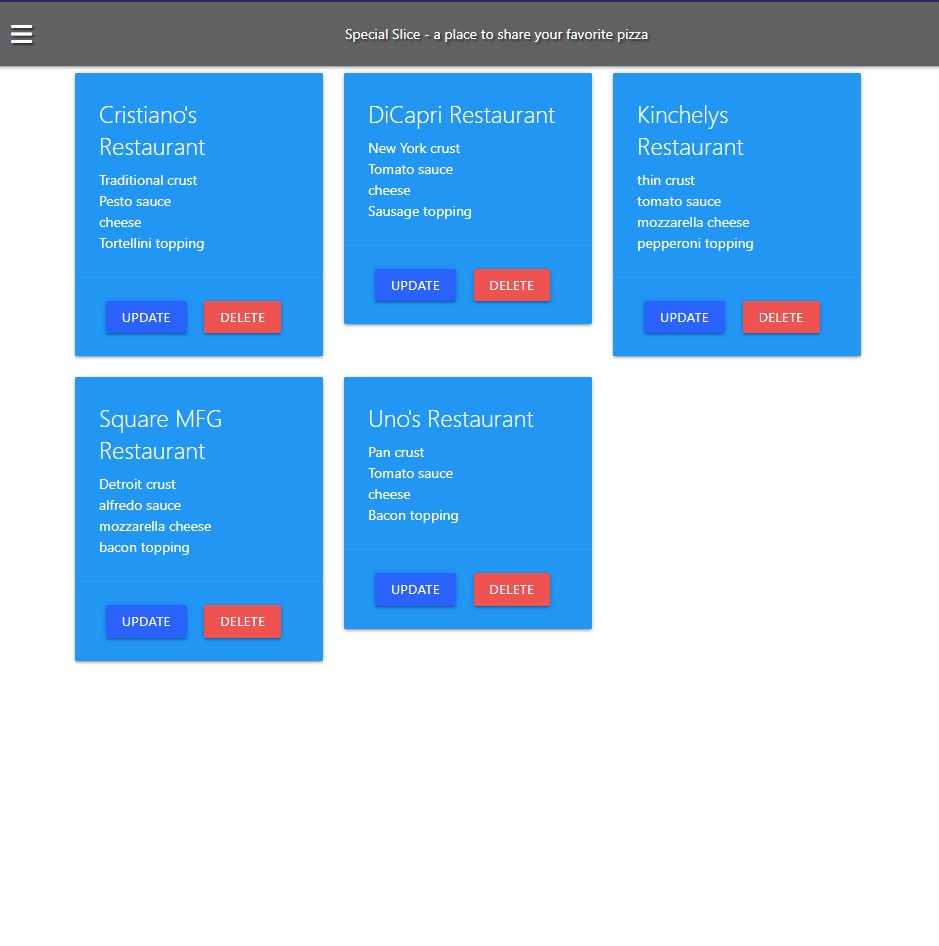 Special Slice - a place to share your favorite pizza
Cristiano's
Restaurant
Traditional crust
Pesto sauce
cheese
Tortellini topping
UPDATE DELETE
DiCapri Restaurant
New York crust
Tomato sauce
cheese
Sausage topping
UPDATE DELETE
Kinchelys
Restaurant
thin crust
tomato sauce
mozzarella cheese
pepperoni topping
UPDATE DELETE
Square MFG
Restaurant
Detroit crust
alfredo sauce
mozzarella cheese
bacon topping
UPDATE DELETE
Uno's Restaurant
Pan crust
Tomato sauce
cheese
Bacon topping
UPDATE DELETE